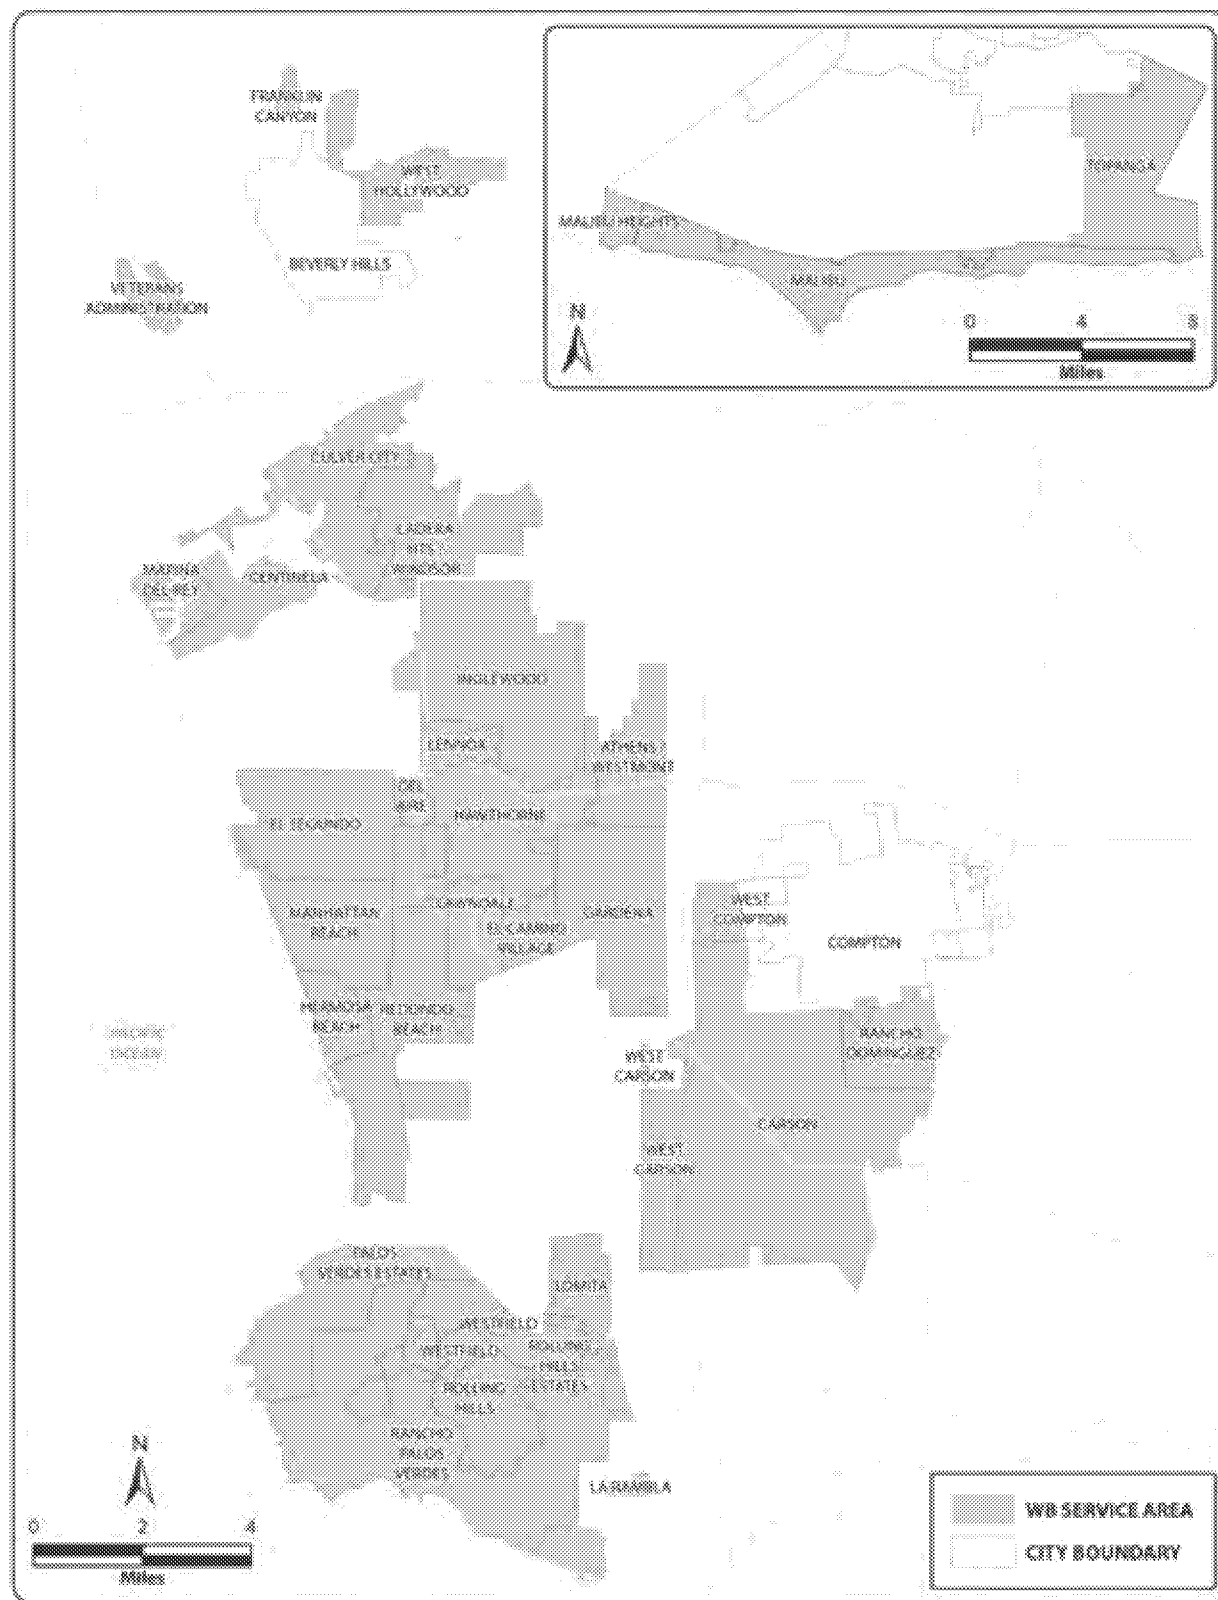 FRANKLIN
CANYON
WEST
HOLLYWOOD
BEVERLY HILLS
VETERANS
ADMINISTRATION
TOPANGA
MALIBU HEIGHTS
MALIBU
N
0 4 8
Miles
CULVER CITY
LADERA
HTS /
WINDSOR
MARINA
DEL REY
CENTINELA
INGLEWOOD
LENNOX
ATHENS /
WESTMONT
DEL
AIRE
EL SEGUNDO
HAWTHORNE
MANHATTAN
BEACH
LAWNDALE
GARDENA
EL CAMINO
VILLAGE
WEST
COMPTON
COMPTON
HERMOSA
BEACH
REDONDO
BEACH
PACIFIC
OCEAN
RANCHO
DOMINGUEZ
WEST
CARSON
CARSON
WEST
CARSON
PALOS
VERDES ESTATES
LOMITA
WESTFIELD
WESTFIELD
ROLLING
HILLS
ESTATES
ROLLING
HILLS
RANCHO
PALOS
VERDES
LA RAMBLA
N
0 2 4
Miles
WB SERVICE AREA
CITY BOUNDARY